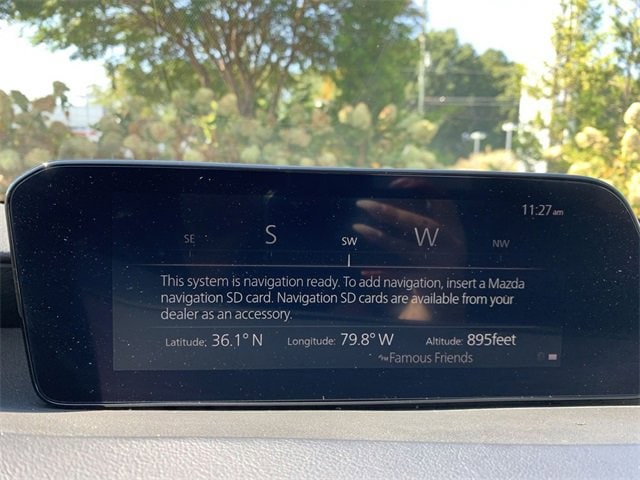 11:27 am
SE S SW W NW
This system is navigation ready. To add navigation, insert a Mazda
navigation SD card. Navigation SD cards are available from your
dealer as an accessory.
Latitude: 36.1° N Longitude: 79.8° W Altitude: 895feet
FM Famous Friends